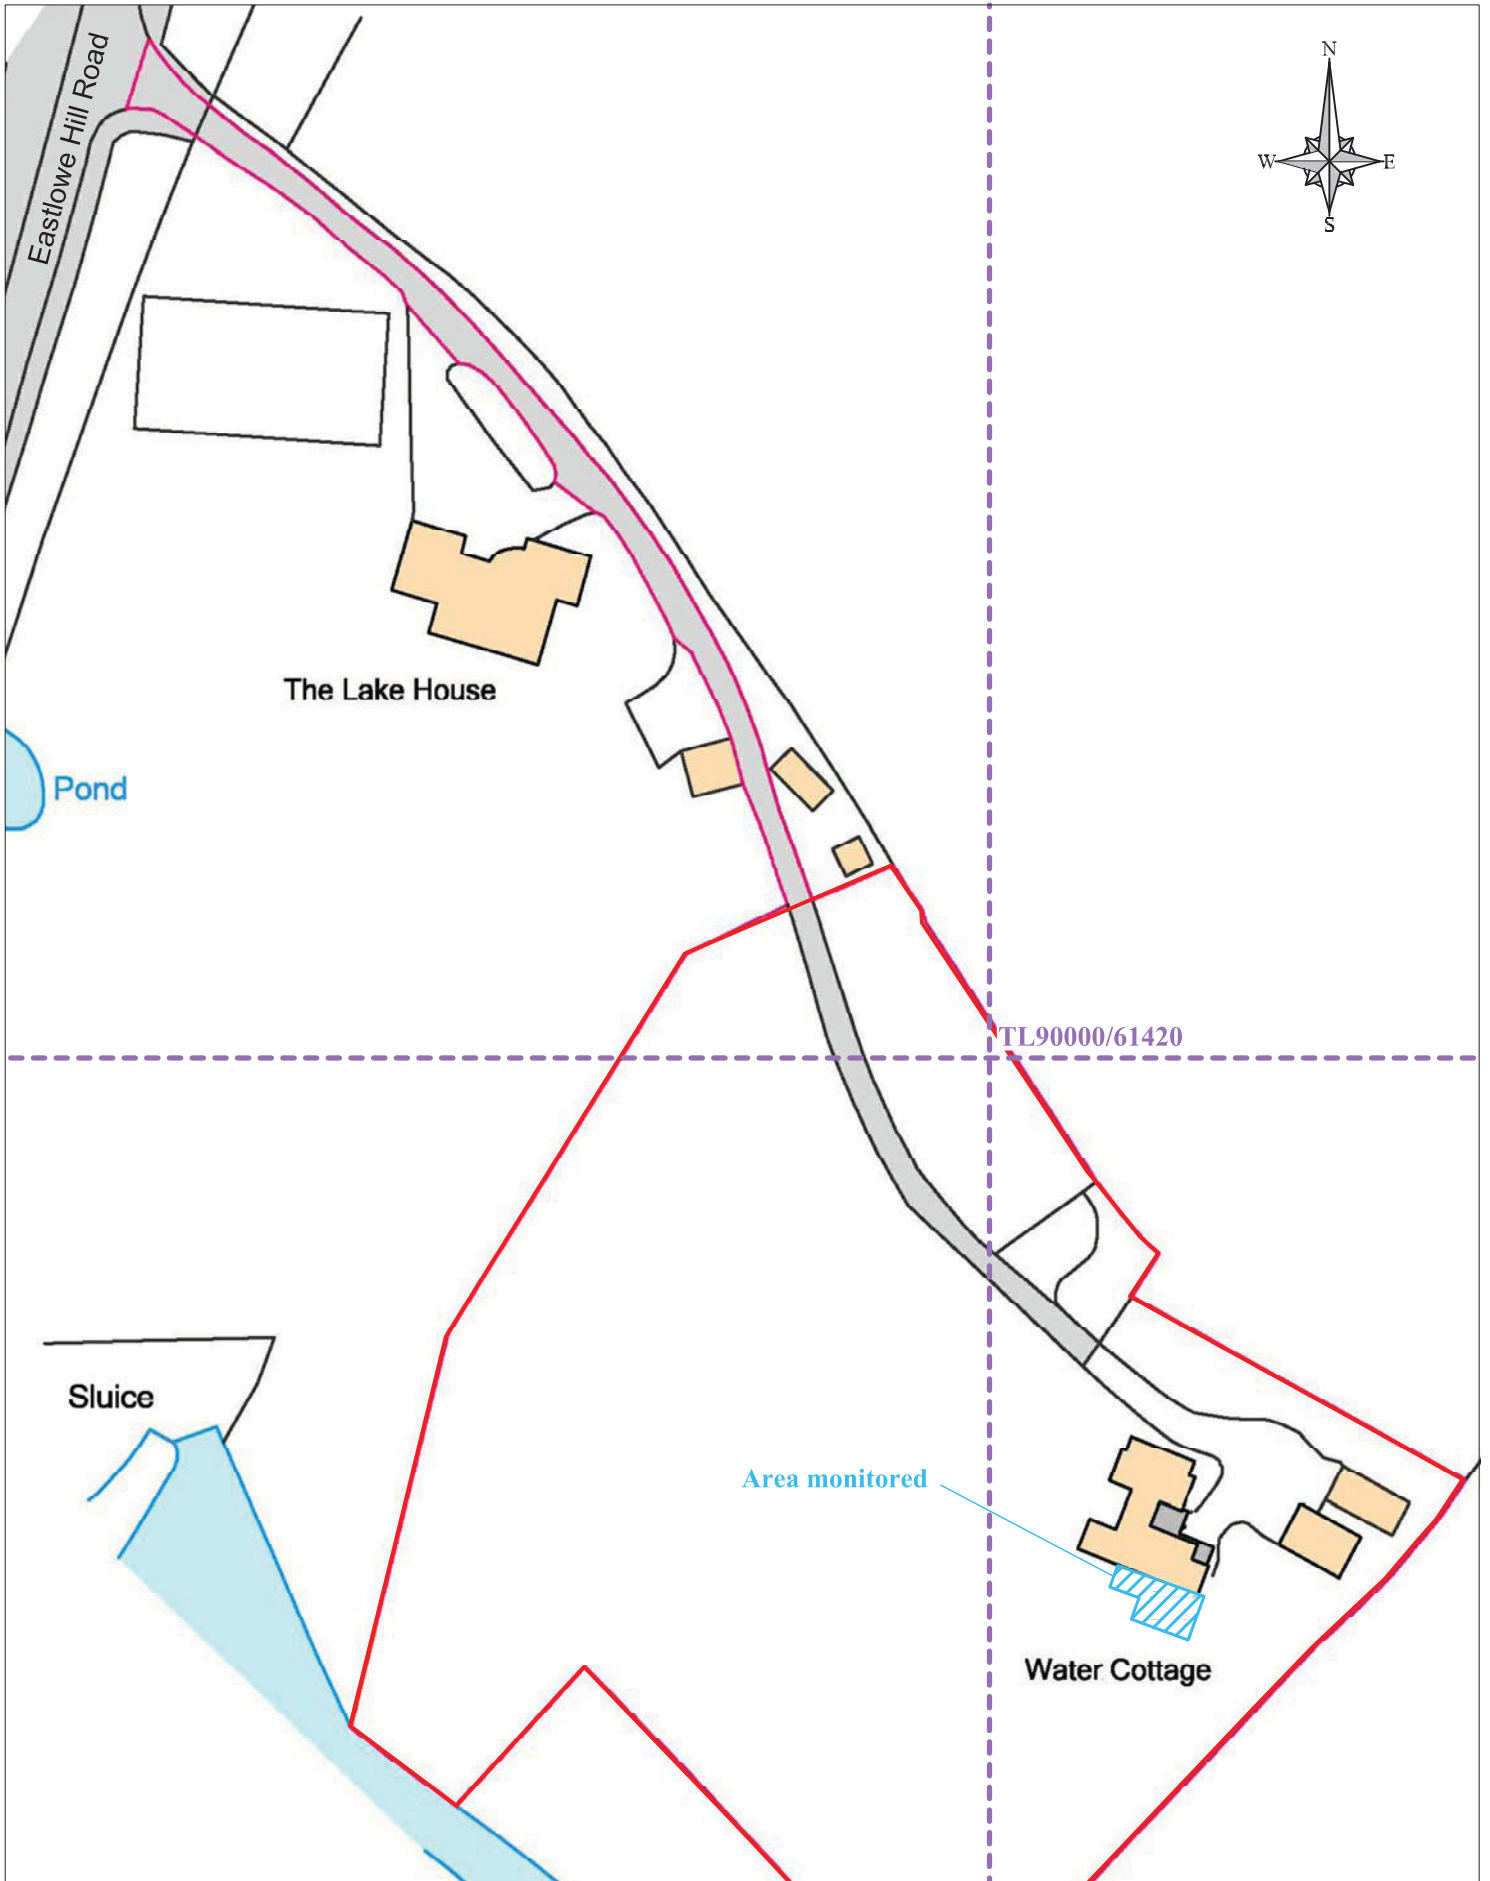 Eastlowe Hill Road
N
W
E
S
The Lake House
Pond
TL90000/61420
Sluice
Area monitored
Water Cottage